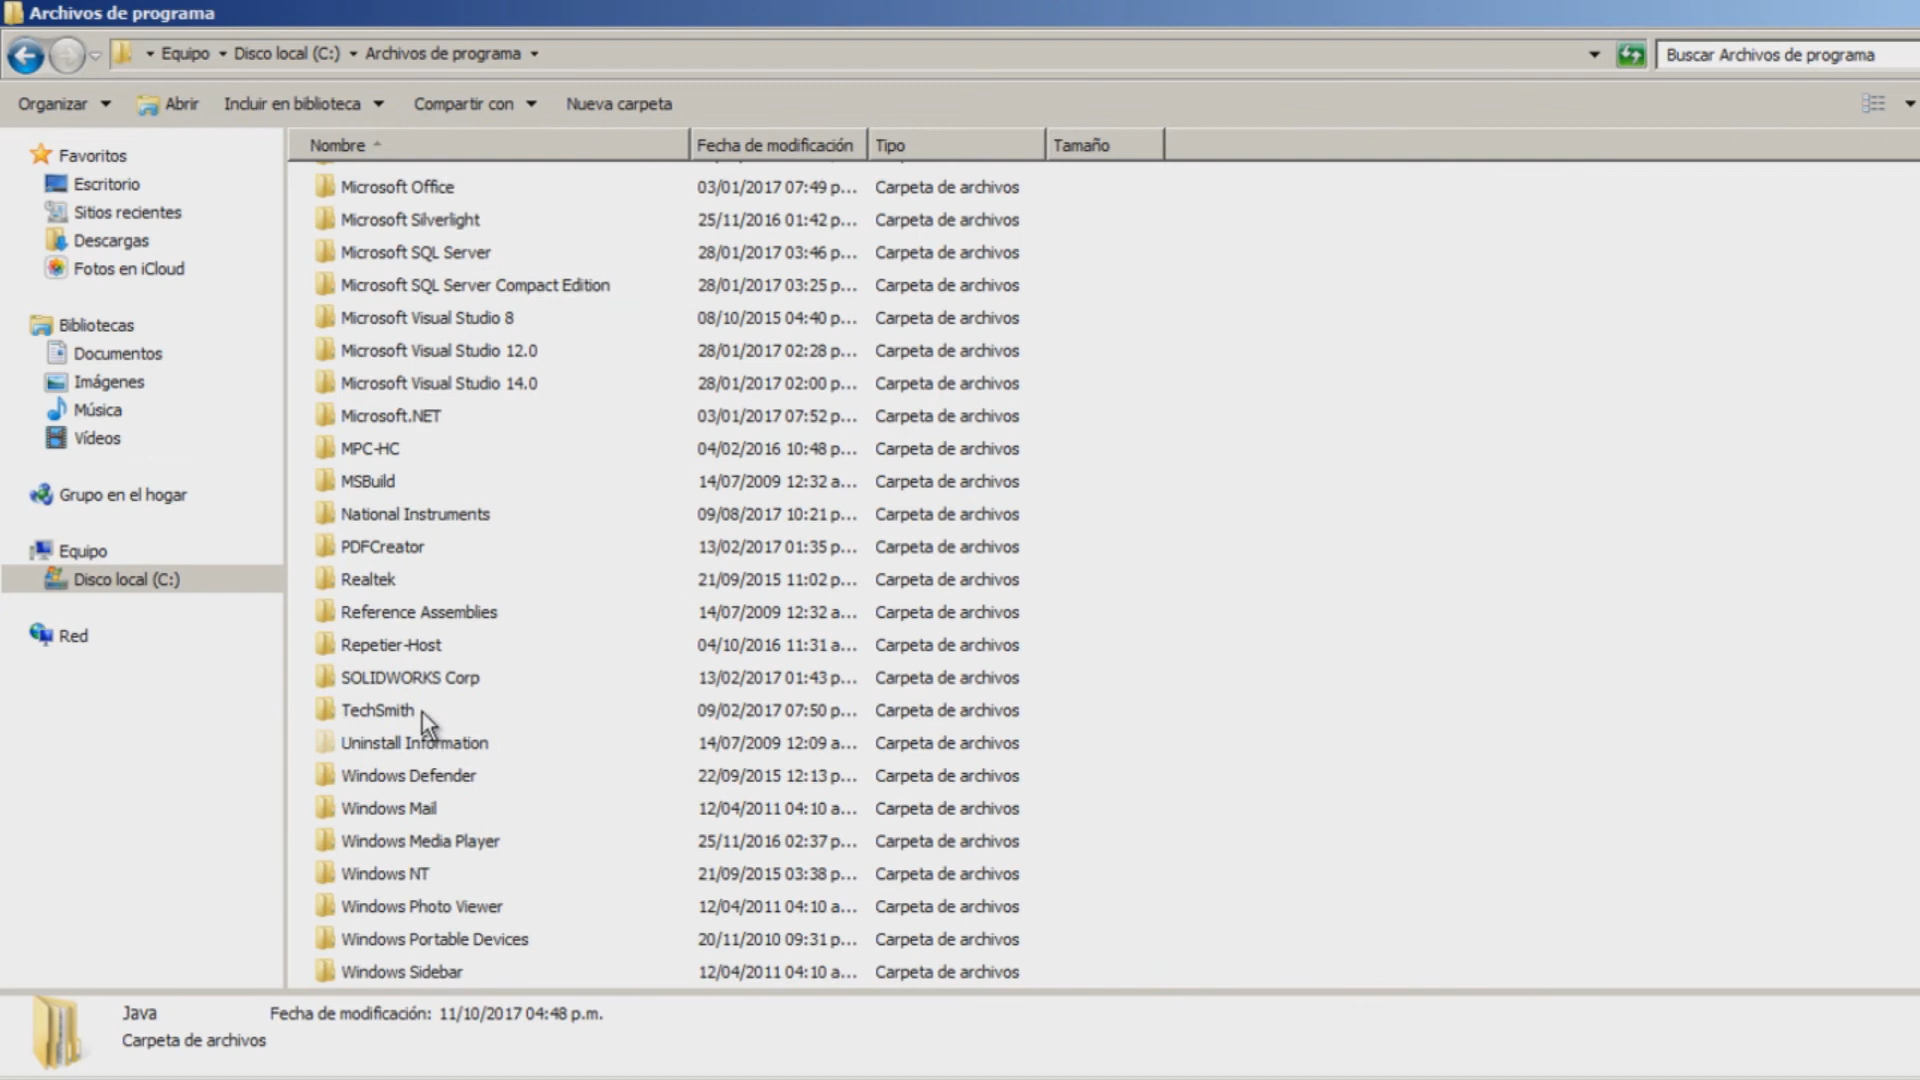 Archivos de programa
Equipo Disco local (C:) Archivos de programa Buscar Archivos de programa
Organizar Abrir Incluir en biblioteca Compartir con Nueva carpeta
Favoritos
Escritorio
Sitios recientes
Descargas
Fotos en iCloud
Bibliotecas
Documentos
Imágenes
Música
Vídeos
Grupo en el hogar
Equipo
Disco local (C:)
Red
Nombre Fecha de modificación Tipo Tamaño
Microsoft Office 03/01/2017 07:49 p... Carpeta de archivos
Microsoft Silverlight 25/11/2016 01:42 p... Carpeta de archivos
Microsoft SQL Server 28/01/2017 03:46 p... Carpeta de archivos
Microsoft SQL Server Compact Edition 28/01/2017 03:25 p... Carpeta de archivos
Microsoft Visual Studio 8 08/10/2015 04:40 p... Carpeta de archivos
Microsoft Visual Studio 12.0 28/01/2017 02:28 p... Carpeta de archivos
Microsoft Visual Studio 14.0 28/01/2017 02:00 p... Carpeta de archivos
Microsoft.NET 03/01/2017 07:52 p... Carpeta de archivos
MPC-HC 04/02/2016 10:48 p... Carpeta de archivos
MSBuild 14/07/2009 12:32 a... Carpeta de archivos
National Instruments 09/08/2017 10:21 p... Carpeta de archivos
PDFCreator 13/02/2017 01:35 p... Carpeta de archivos
Realtek 21/09/2015 11:02 p... Carpeta de archivos
Reference Assemblies 14/07/2009 12:32 a... Carpeta de archivos
Repetier-Host 04/10/2016 11:31 a... Carpeta de archivos
SOLIDWORKS Corp 13/02/2017 01:43 p... Carpeta de archivos
TechSmith 09/02/2017 07:50 p... Carpeta de archivos
Uninstall Information 14/07/2009 12:09 a... Carpeta de archivos
Windows Defender 22/09/2015 12:13 p... Carpeta de archivos
Windows Mail 12/04/2011 04:10 a... Carpeta de archivos
Windows Media Player 25/11/2016 02:37 p... Carpeta de archivos
Windows NT 21/09/2015 03:38 p... Carpeta de archivos
Windows Photo Viewer 12/04/2011 04:10 a... Carpeta de archivos
Windows Portable Devices 20/11/2010 09:31 p... Carpeta de archivos
Windows Sidebar 12/04/2011 04:10 a... Carpeta de archivos
Java Fecha de modificación: 11/10/2017 04:48 p.m.
Carpeta de archivos